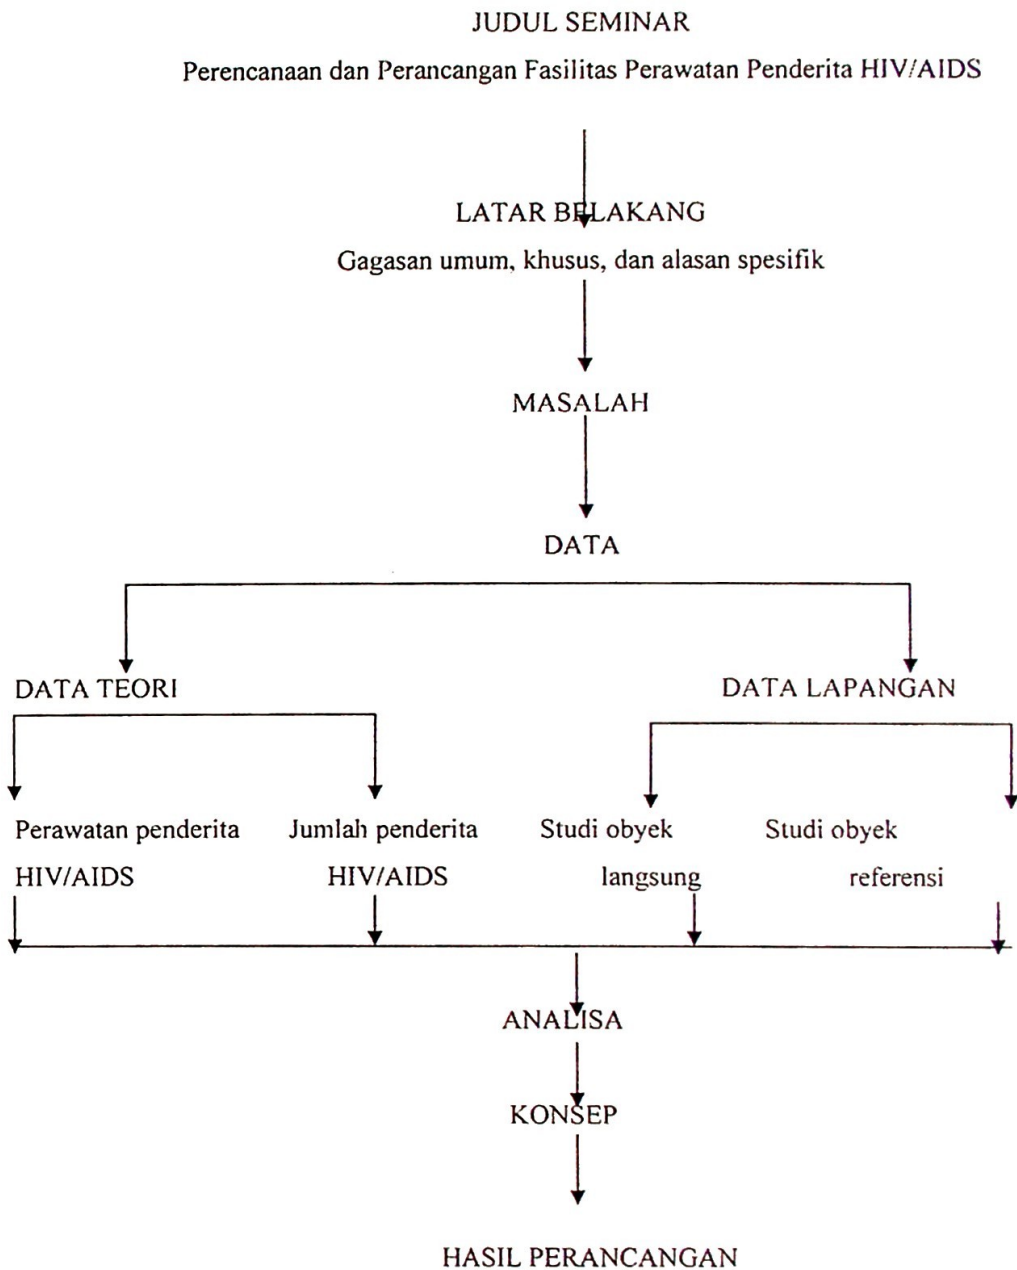 JUDUL SEMINAR
Perencanaan dan Perancangan Fasilitas Perawatan Penderita HIV/AIDS
LATAR BELAKANG
Gagasan umum, khusus, dan alasan spesifik
MASALAH
DATA
DATA TEORI
DATA LAPANGAN
Perawatan penderita
HIV/AIDS
Jumlah penderita
HIV/AIDS
Studi obyek
langsung
Studi obyek
referensi
ANALISA
KONSEP
HASIL PERANCANGAN